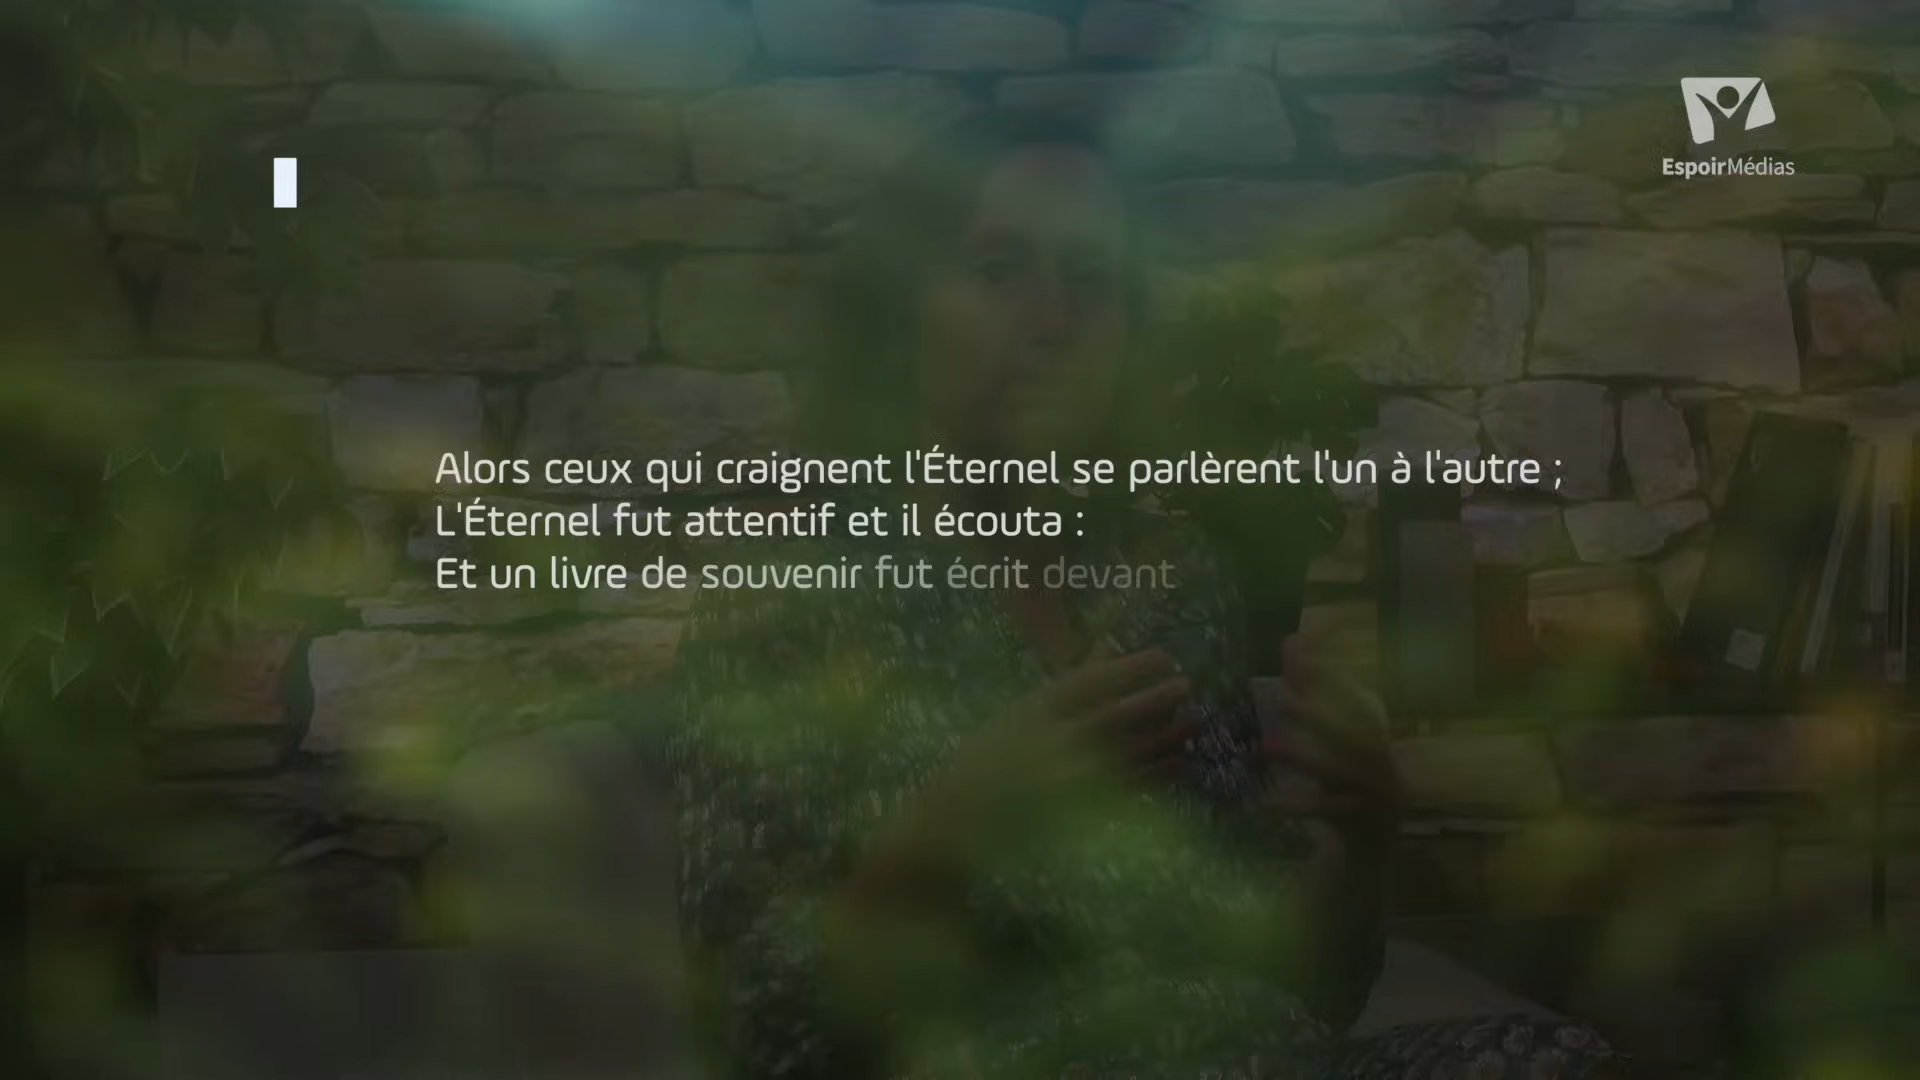 EspoirMédias
Alors ceux qui craignent l'Éternel se parlèrent l'un à l'autre ;
L'Éternel fut attentif et il écouta :
Et un livre de souvenir fut écrit devant